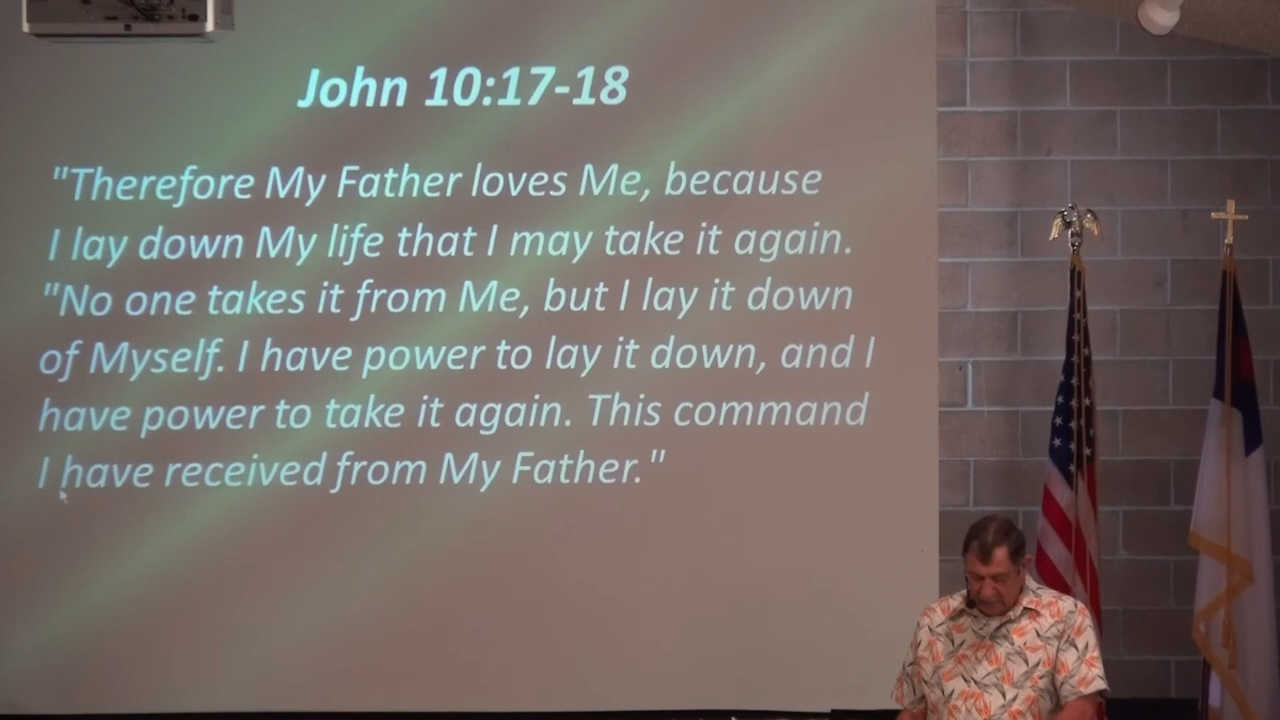 John 10:17-18
"Therefore My Father loves Me, because
I lay down My life that I may take it again.
"No one takes it from Me, but I lay it down
of Myself. I have power to lay it down, and I
have power to take it again. This command
I have received from My Father."